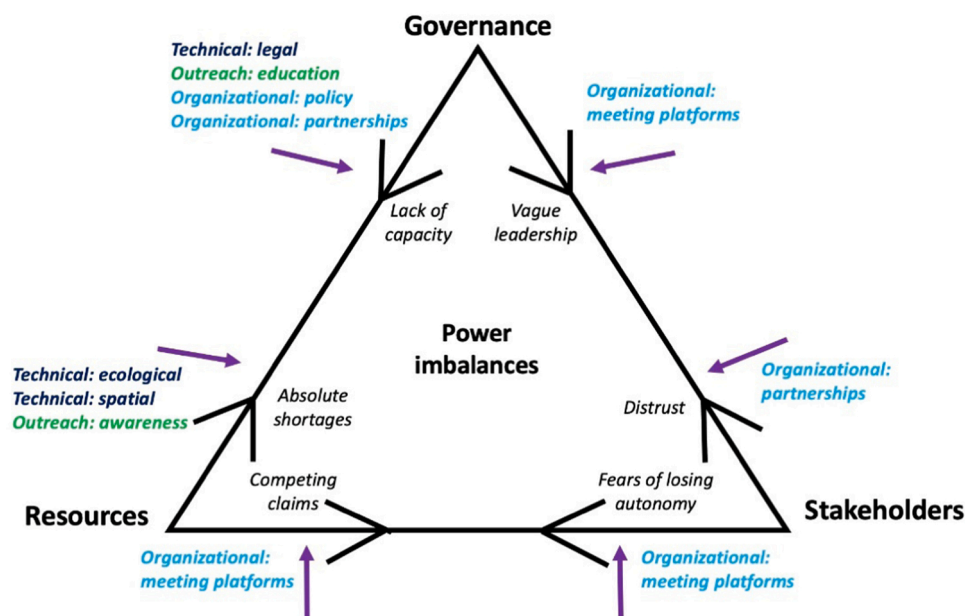 Governance
Technical: legal
Outreach: education
Organizational: policy
Organizational: partnerships
Organizational:
meeting platforms
Lack of
capacity
Vague
leadership
Power
imbalances
Technical: ecological
Technical: spatial
Outreach: awareness
Absolute
shortages
Distrust
Organizational:
partnerships
Competing
claims
Fears of losing
autonomy
Resources
Stakeholders
Organizational:
meeting platforms
Organizational:
meeting platforms